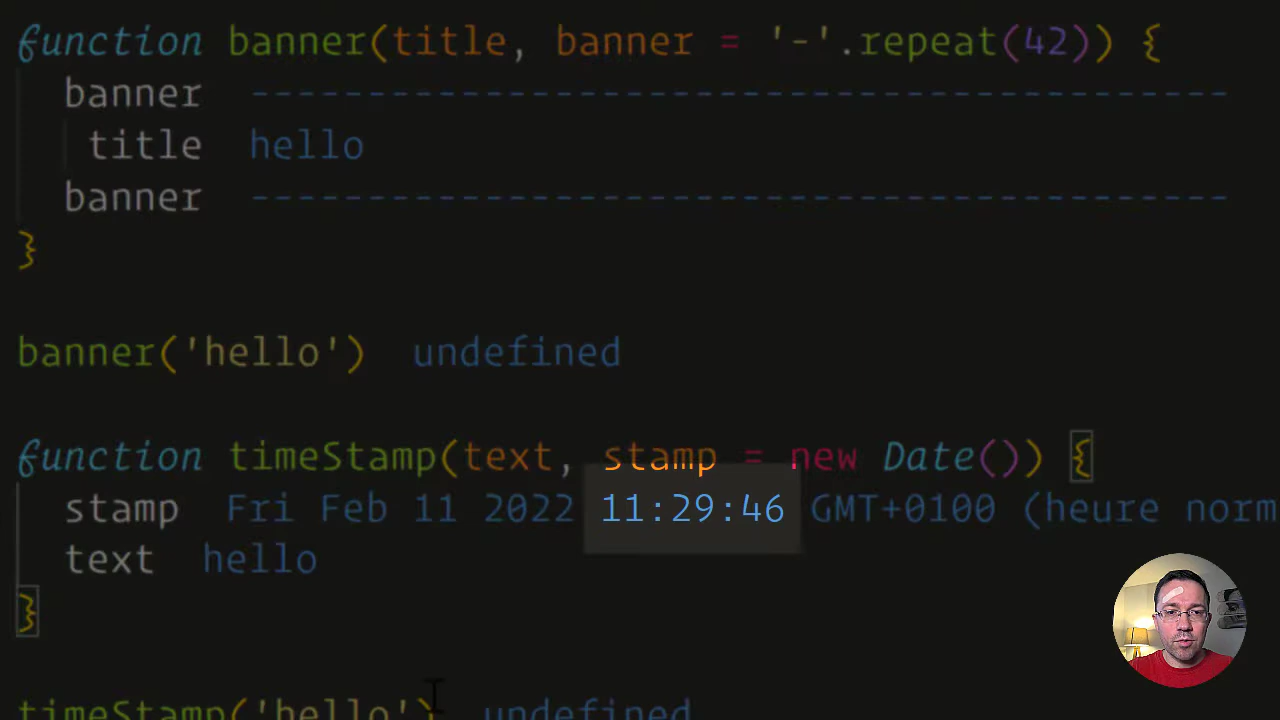 function banner(title, banner = '-'.repeat(42)) {
banner ------------------------------------------
title hello
banner ------------------------------------------
}
banner('hello') undefined
function timeStamp(text, stamp = new Date()) {
stamp Fri Feb 11 2022 11:29:46 GMT+0100 (heure norm
text hello
}
timeStamp('hello') undefined